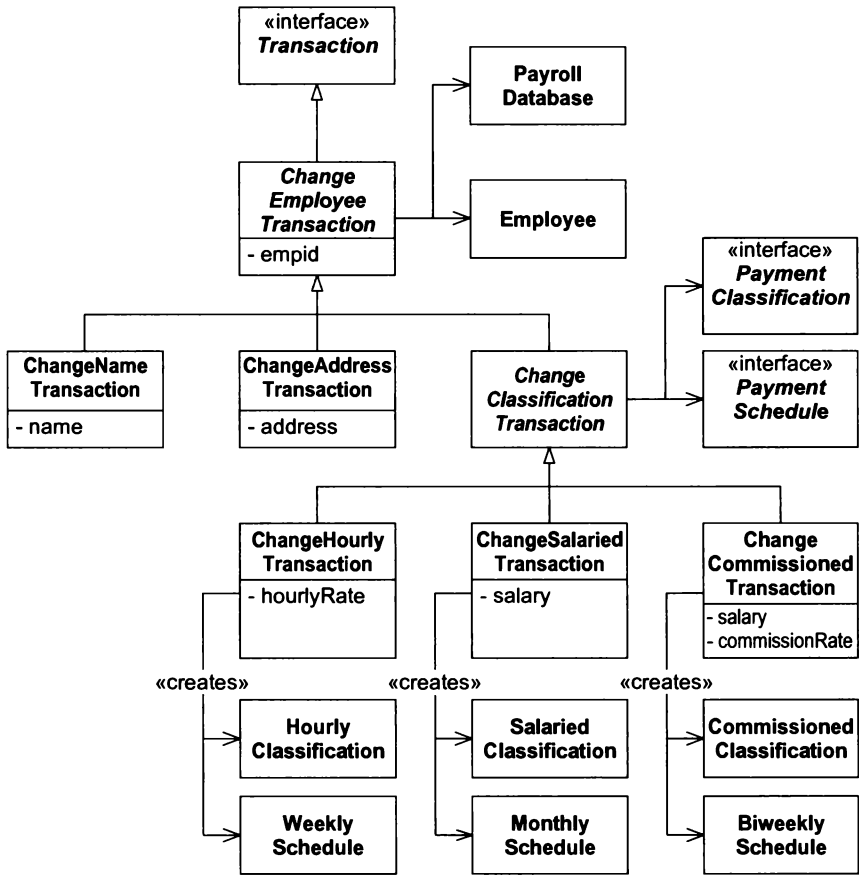 «interface»
Transaction
Payroll
Database
Change
Employee
Transaction
- empid
Employee
«interface»
Payment
Classification
ChangeName
Transaction
- name
ChangeAddress
Transaction
- address
Change
Classification
Transaction
«interface»
Payment
Schedule
ChangeHourly
Transaction
- hourlyRate
ChangeSalaried
Transaction
- salary
Change
Commissioned
Transaction
- salary
- commissionRate
«creates»
«creates»
«creates»
Hourly
Classification
Salaried
Classification
Commissioned
Classification
Weekly
Schedule
Monthly
Schedule
Biweekly
Schedule